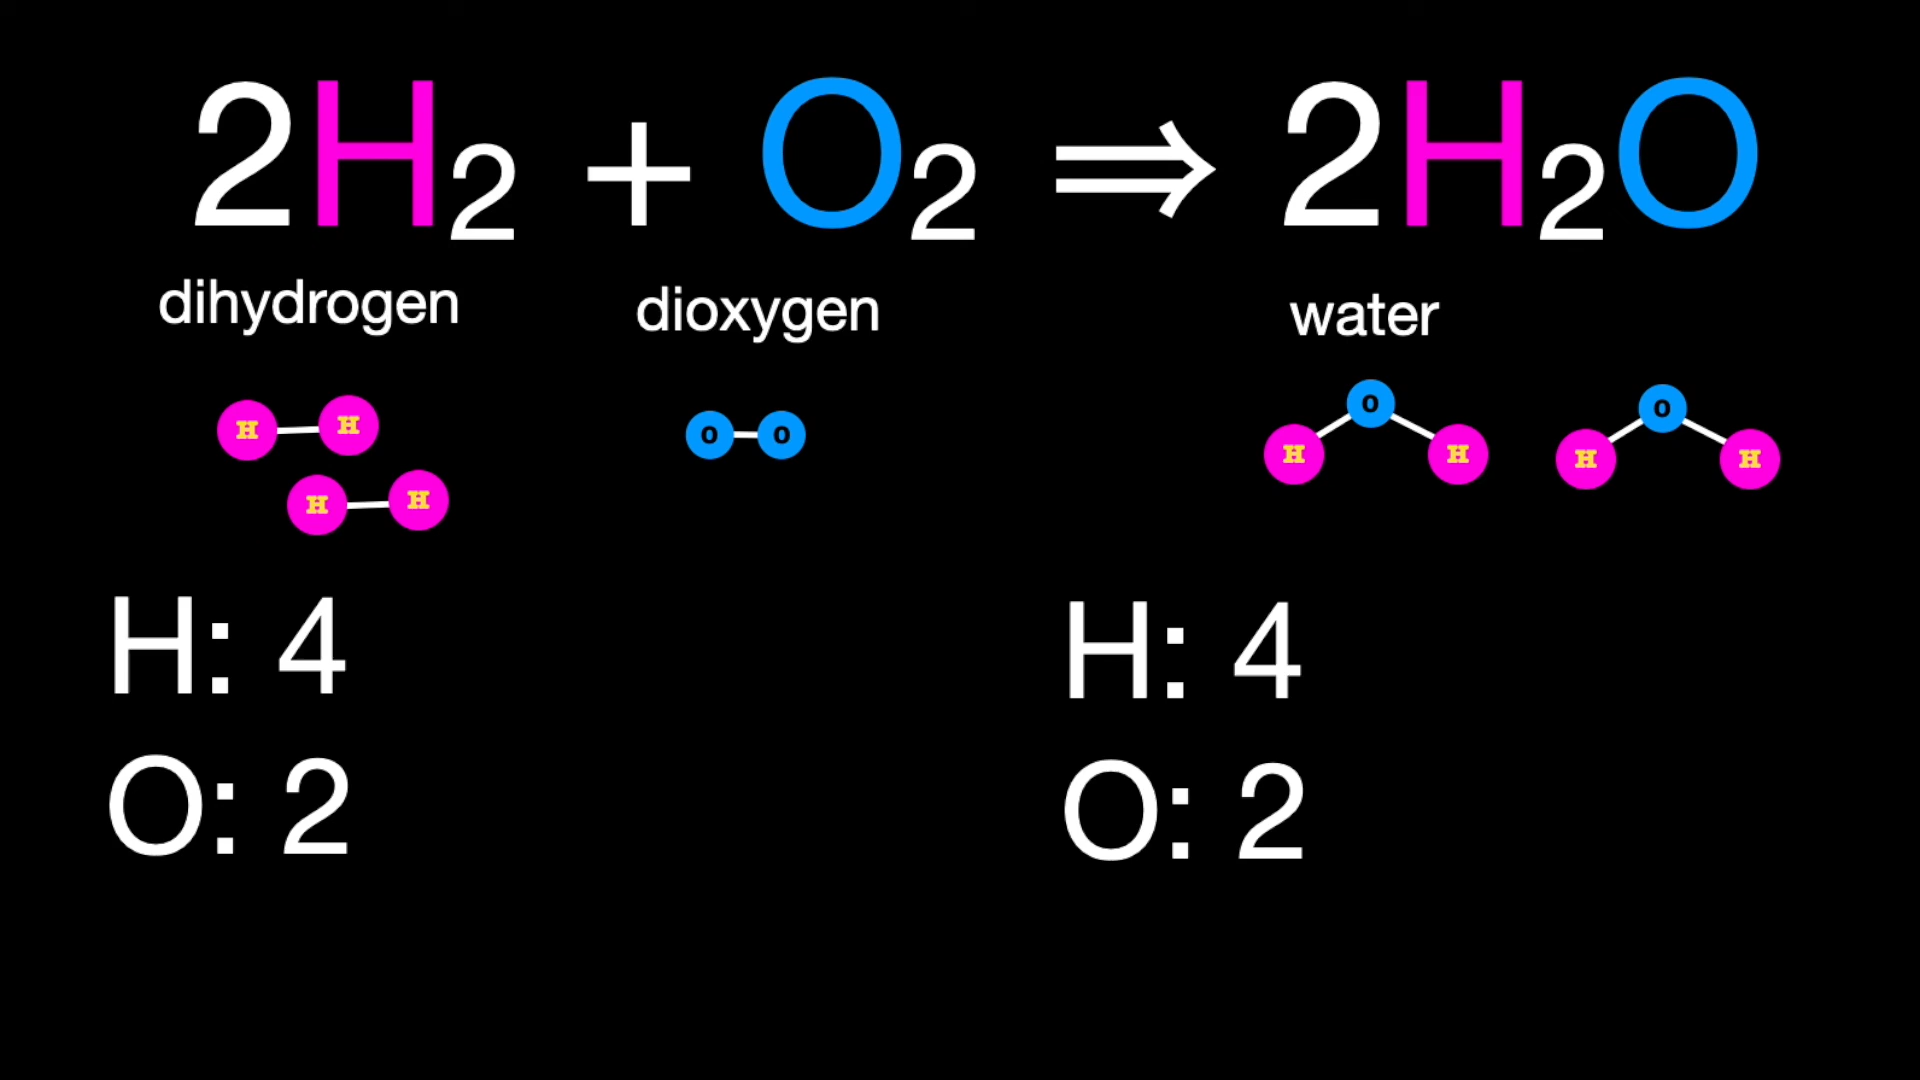 2H₂ + O₂ ⇒ 2H₂O
dihydrogen dioxygen water
H H O O O O
H H H H H H
H: 4 H: 4
O: 2 O: 2